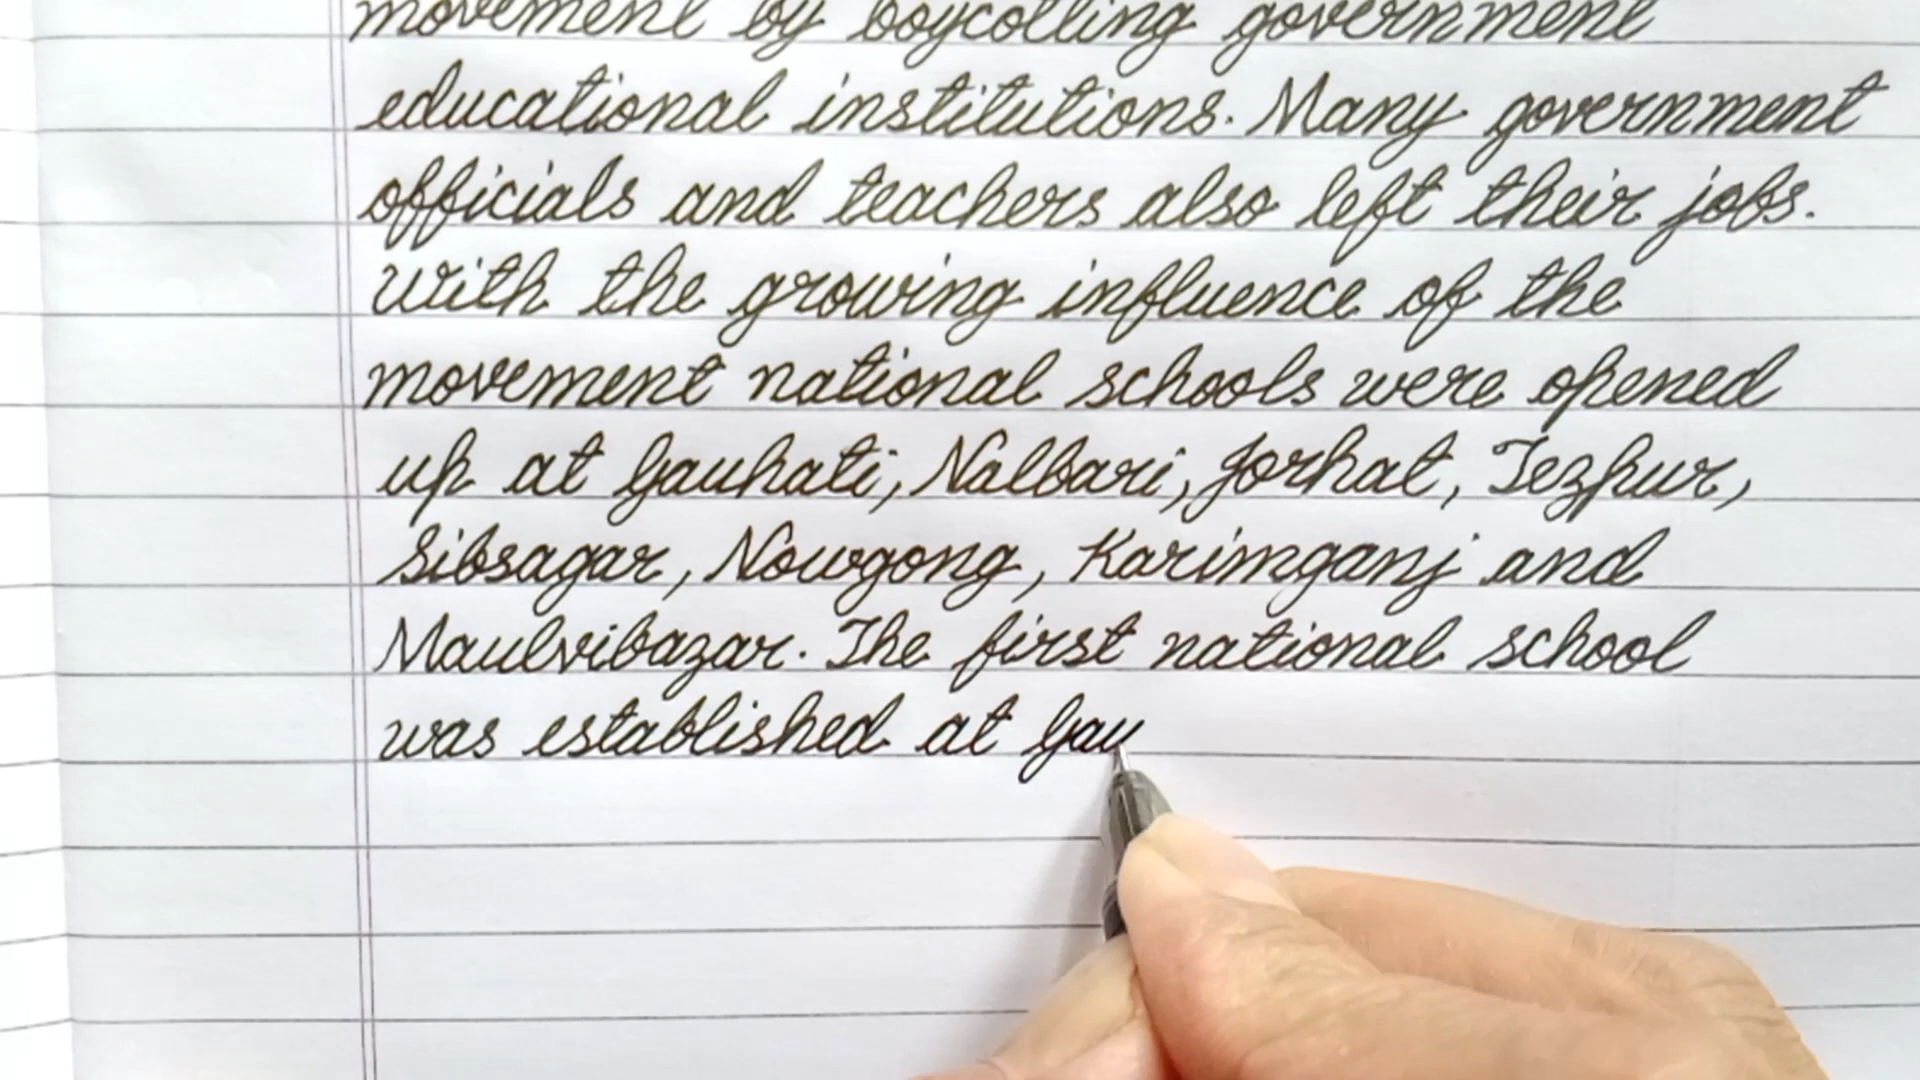 movement by boycotting government
educational institutions. Many government
officials and teachers also left their jobs.
With the growing influence of the
movement national schools were opened
up at Gauhati, Nalbari, Jorhat, Tezpur,
Sibsagar, Nowgong, Karimganj and
Maulvibazar. The first national school
was established at Gau